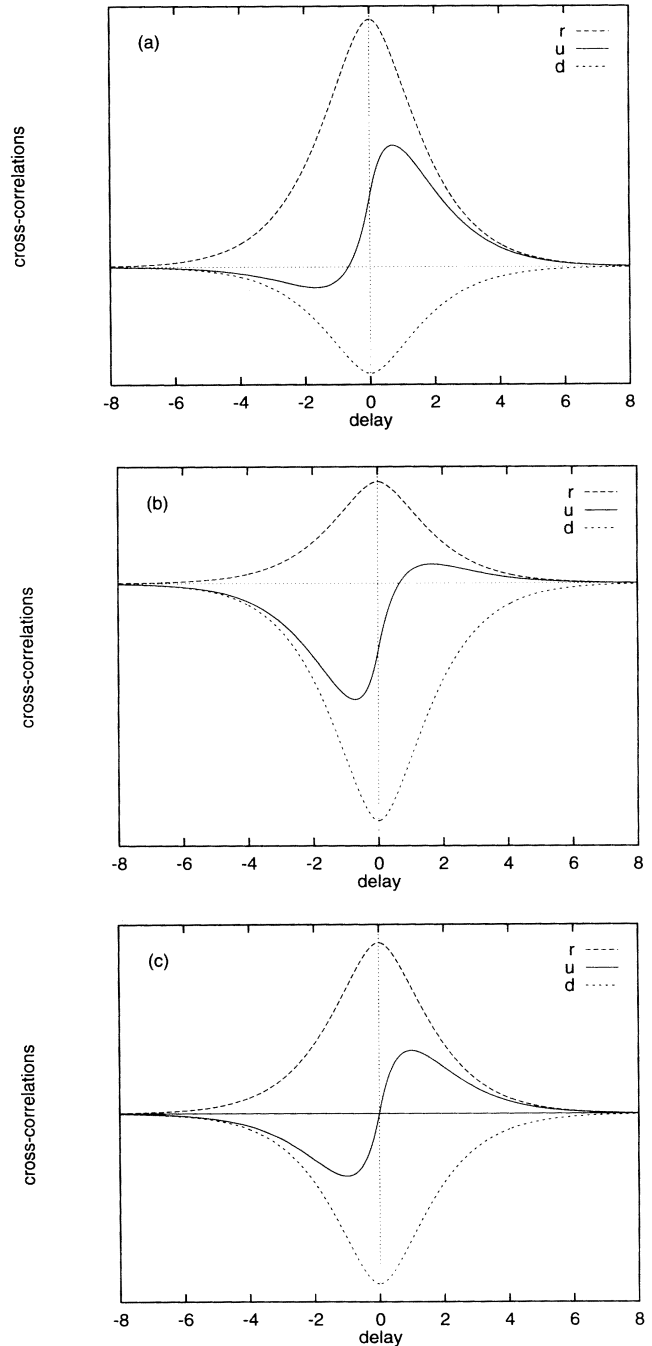 (a)
r
u
d
cross-correlations
-8 -6 -4 -2 0 2 4 6 8
delay
(b)
r
u
d
cross-correlations
-8 -6 -4 -2 0 2 4 6 8
delay
(c)
r
u
d
cross-correlations
-8 -6 -4 -2 0 2 4 6 8
delay